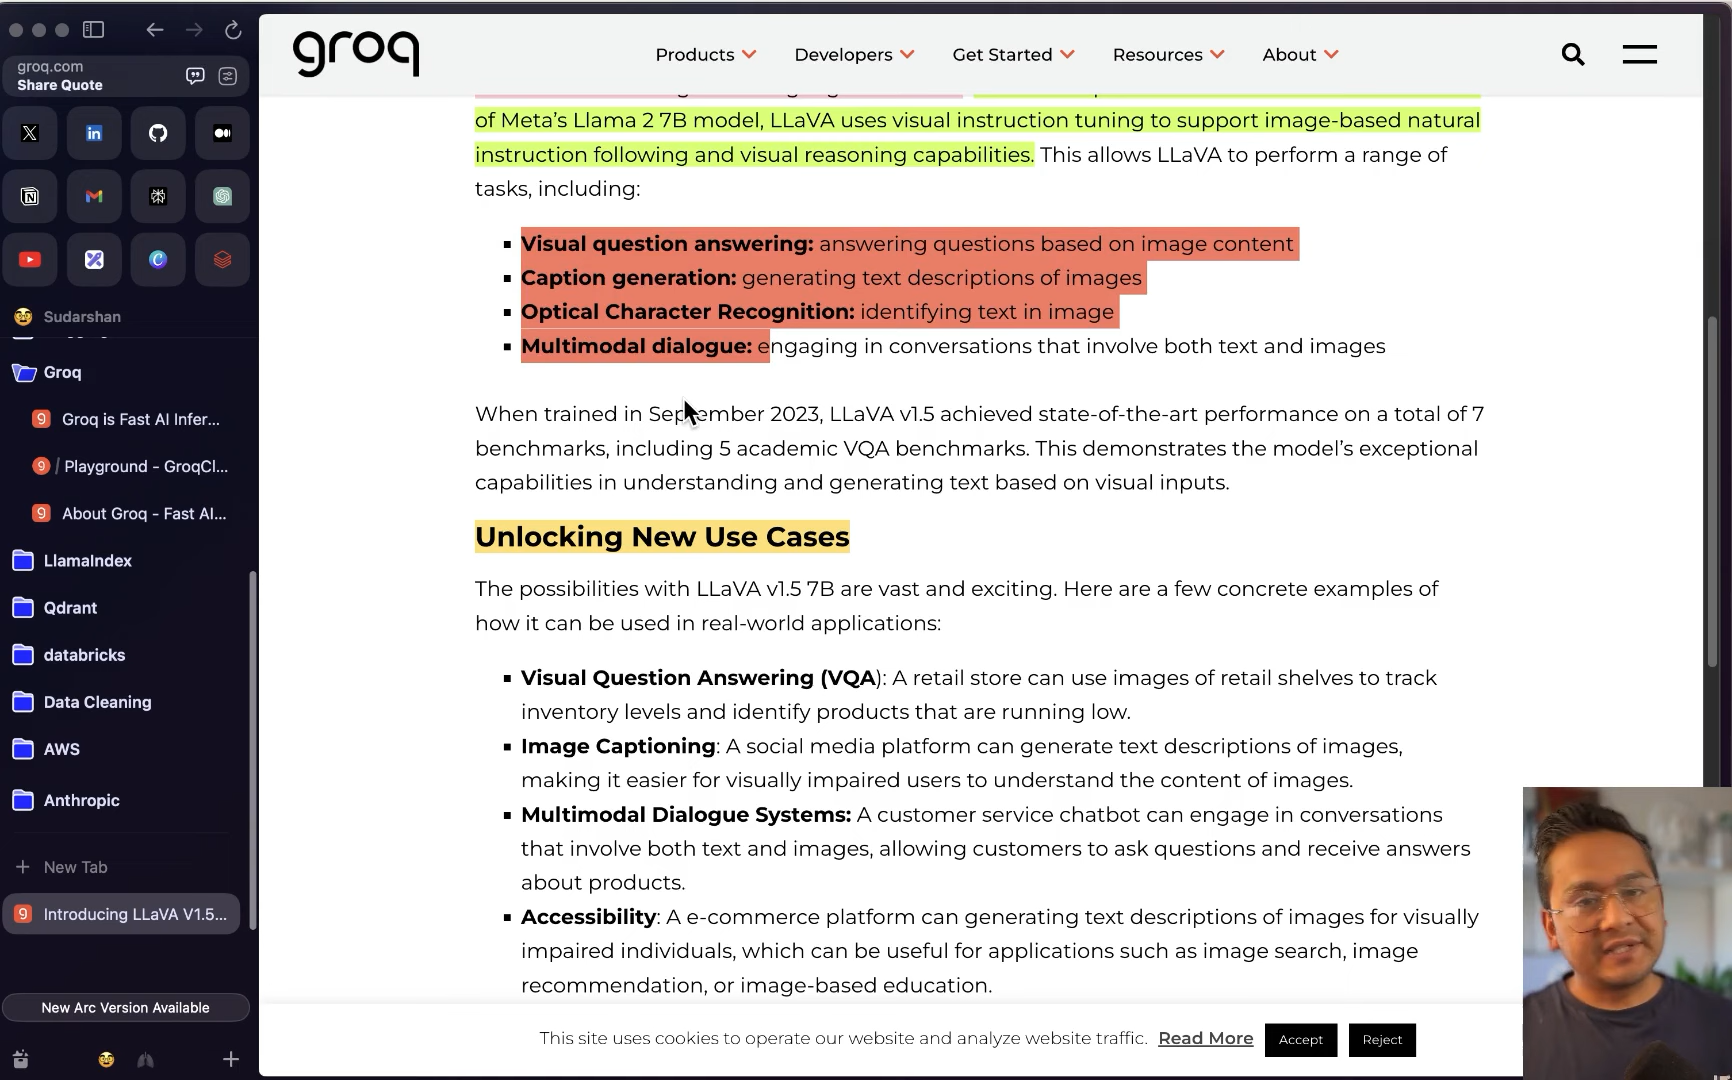 groq.com
Share Quote
Sudarshan
Groq
Groq is Fast AI Infer...
/ Playground - GroqCl...
About Groq - Fast AI...
LlamaIndex
Qdrant
databricks
Data Cleaning
AWS
Anthropic
+ New Tab
Introducing LLaVA V1.5...
New Arc Version Available
groq
Products
Developers
Get Started
Resources
About
of Meta’s Llama 2 7B model, LLaVA uses visual instruction tuning to support image-based natural
instruction following and visual reasoning capabilities. This allows LLaVA to perform a range of
tasks, including:
▪ Visual question answering: answering questions based on image content
▪ Caption generation: generating text descriptions of images
▪ Optical Character Recognition: identifying text in image
▪ Multimodal dialogue: engaging in conversations that involve both text and images
When trained in September 2023, LLaVA v1.5 achieved state-of-the-art performance on a total of 7
benchmarks, including 5 academic VQA benchmarks. This demonstrates the model’s exceptional
capabilities in understanding and generating text based on visual inputs.
Unlocking New Use Cases
The possibilities with LLaVA v1.5 7B are vast and exciting. Here are a few concrete examples of
how it can be used in real-world applications:
▪ Visual Question Answering (VQA): A retail store can use images of retail shelves to track
inventory levels and identify products that are running low.
▪ Image Captioning: A social media platform can generate text descriptions of images,
making it easier for visually impaired users to understand the content of images.
▪ Multimodal Dialogue Systems: A customer service chatbot can engage in conversations
that involve both text and images, allowing customers to ask questions and receive answers
about products.
▪ Accessibility: A e-commerce platform can generating text descriptions of images for visually
impaired individuals, which can be useful for applications such as image search, image
recommendation, or image-based education.
This site uses cookies to operate our website and analyze website traffic. Read More
Accept
Reject